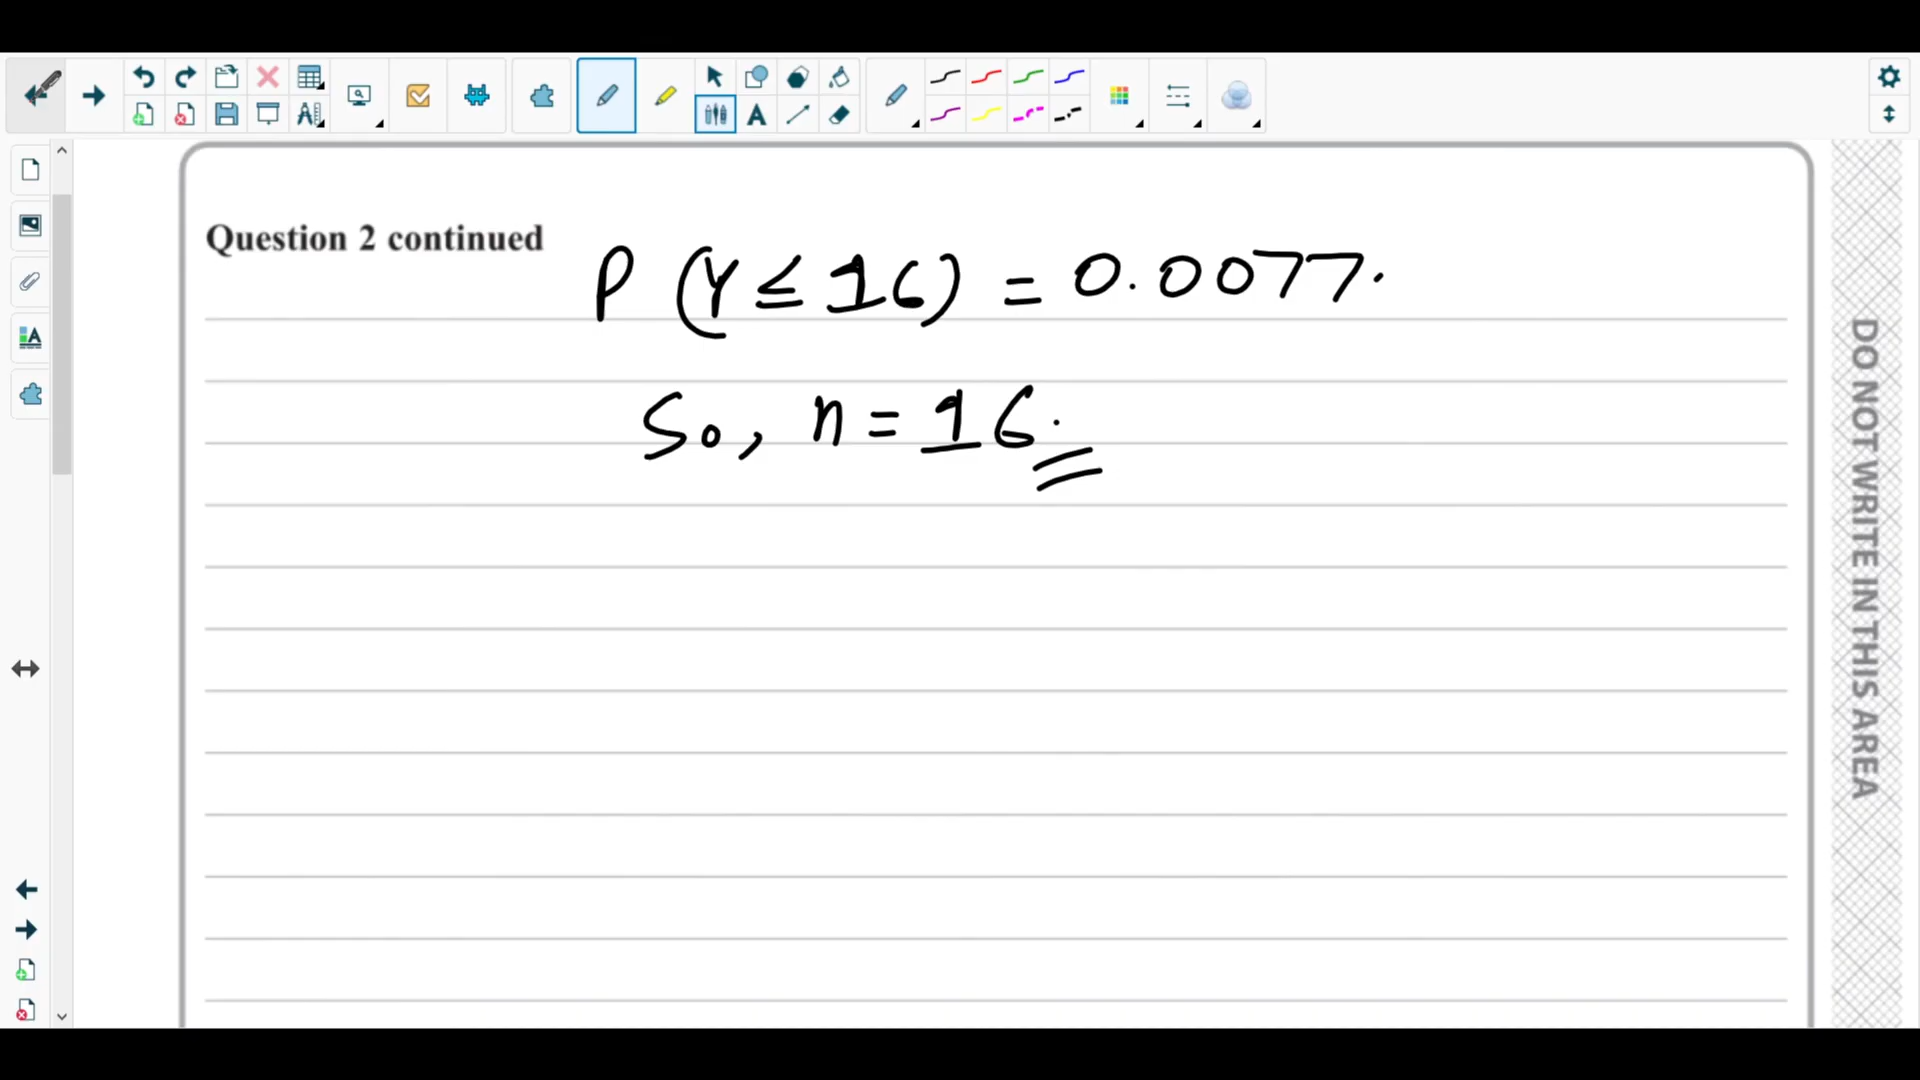 Question 2 continued
P (Y ≤ 16) = 0.0077.
So, n = 16.
DO NOT WRITE IN THIS AREA